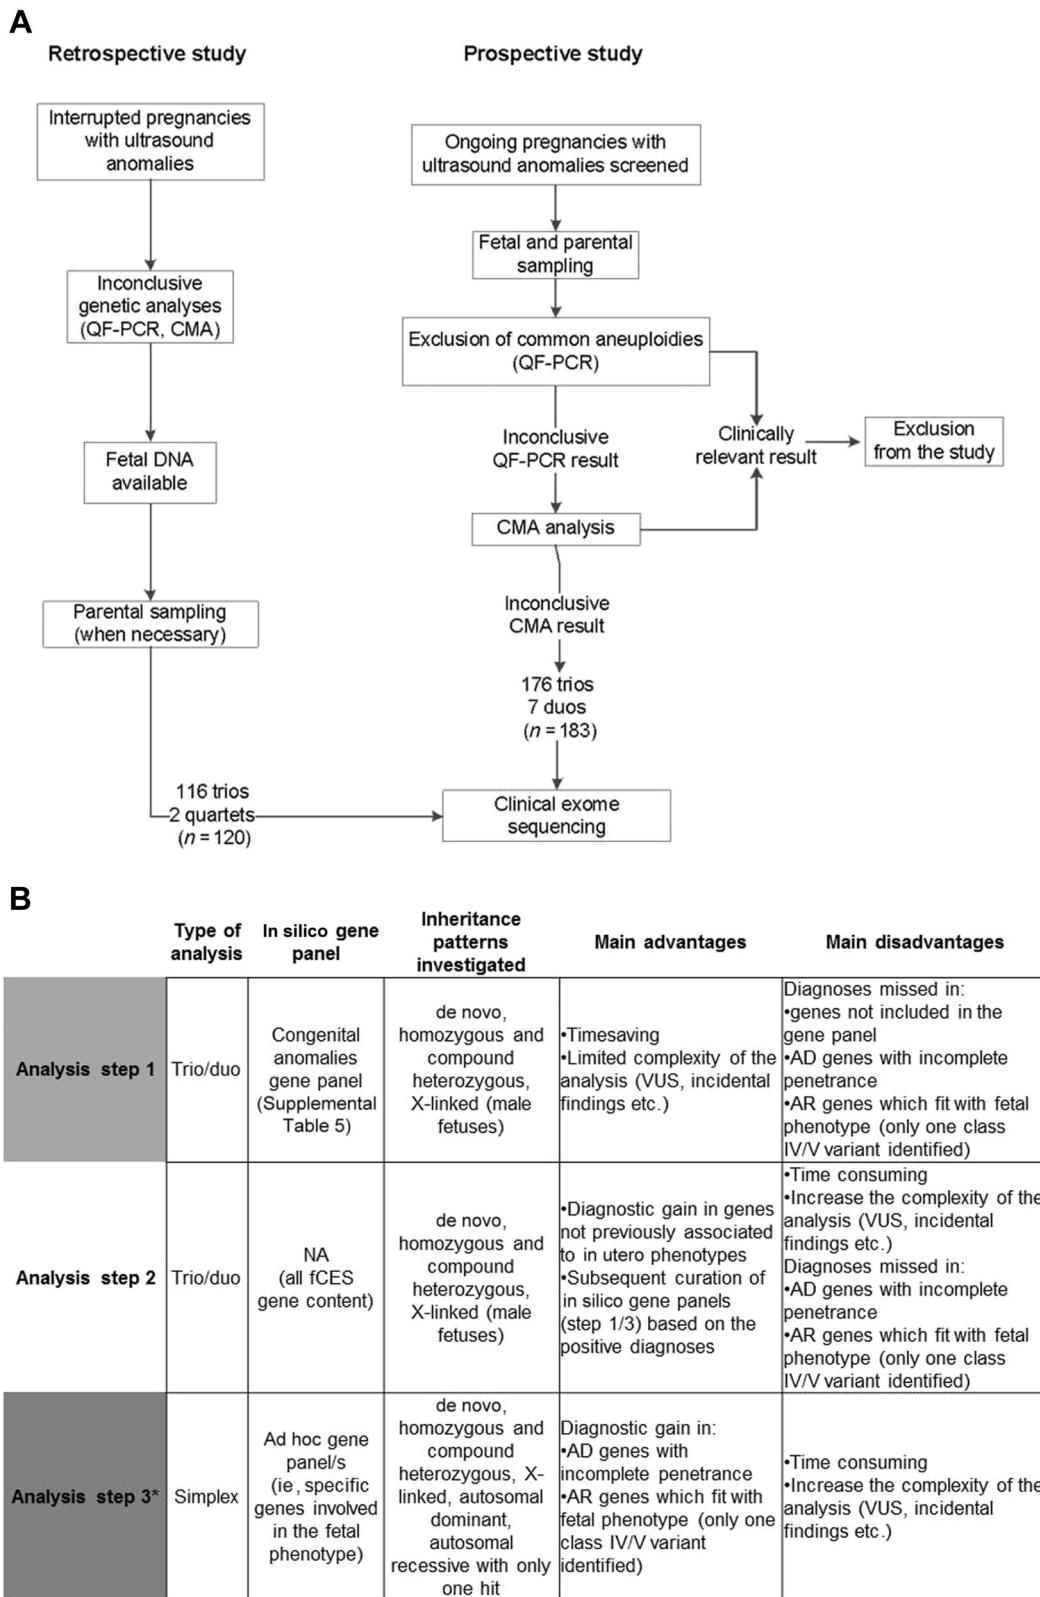 A
Retrospective study
Prospective study
Interrupted pregnancies
with ultrasound
anomalies
Inconclusive
genetic analyses
(QF-PCR, CMA)
Fetal DNA
available
Parental sampling
(when necessary)
116 trios
2 quartets
(n = 120)
Ongoing pregnancies with
ultrasound anomalies screened
Fetal and parental
sampling
Exclusion of common aneuploidies
(QF-PCR)
Inconclusive
QF-PCR result
Clinically
relevant result
Exclusion
from the study
CMA analysis
Inconclusive
CMA result
176 trios
7 duos
(n = 183)
Clinical exome
sequencing
B
Type of
analysis
In silico gene
panel
Inheritance
patterns
investigated
Main advantages
Main disadvantages
Analysis step 1
Trio/duo
Congenital
anomalies
gene panel
(Supplemental
Table 5)
de novo,
homozygous and
compound
heterozygous,
X-linked (male
fetuses)
•Timesaving
•Limited complexity of the
analysis (VUS, incidental
findings etc.)
Diagnoses missed in:
•genes not included in the
gene panel
•AD genes with incomplete
penetrance
•AR genes which fit with fetal
phenotype (only one class
IV/V variant identified)
Analysis step 2
Trio/duo
NA
(all fCES
gene content)
de novo,
homozygous and
compound
heterozygous,
X-linked (male
fetuses)
•Diagnostic gain in genes
not previously associated
to in utero phenotypes
•Subsequent curation of
in silico gene panels
(step 1/3) based on the
positive diagnoses
•Time consuming
•Increase the complexity of the
analysis (VUS, incidental
findings etc.)
Diagnoses missed in:
•AD genes with incomplete
penetrance
•AR genes which fit with fetal
phenotype (only one class
IV/V variant identified)
Analysis step 3*
Simplex
Ad hoc gene
panel/s
(ie, specific
genes involved
in the fetal
phenotype)
de novo,
homozygous and
compound
heterozygous, X-
linked, autosomal
dominant,
autosomal
recessive with only
one hit
Diagnostic gain in:
•AD genes with
incomplete penetrance
•AR genes which fit with
fetal phenotype (only one
class IV/V variant
identified)
•Time consuming
•Increase the complexity of the
analysis (VUS, incidental
findings etc.)